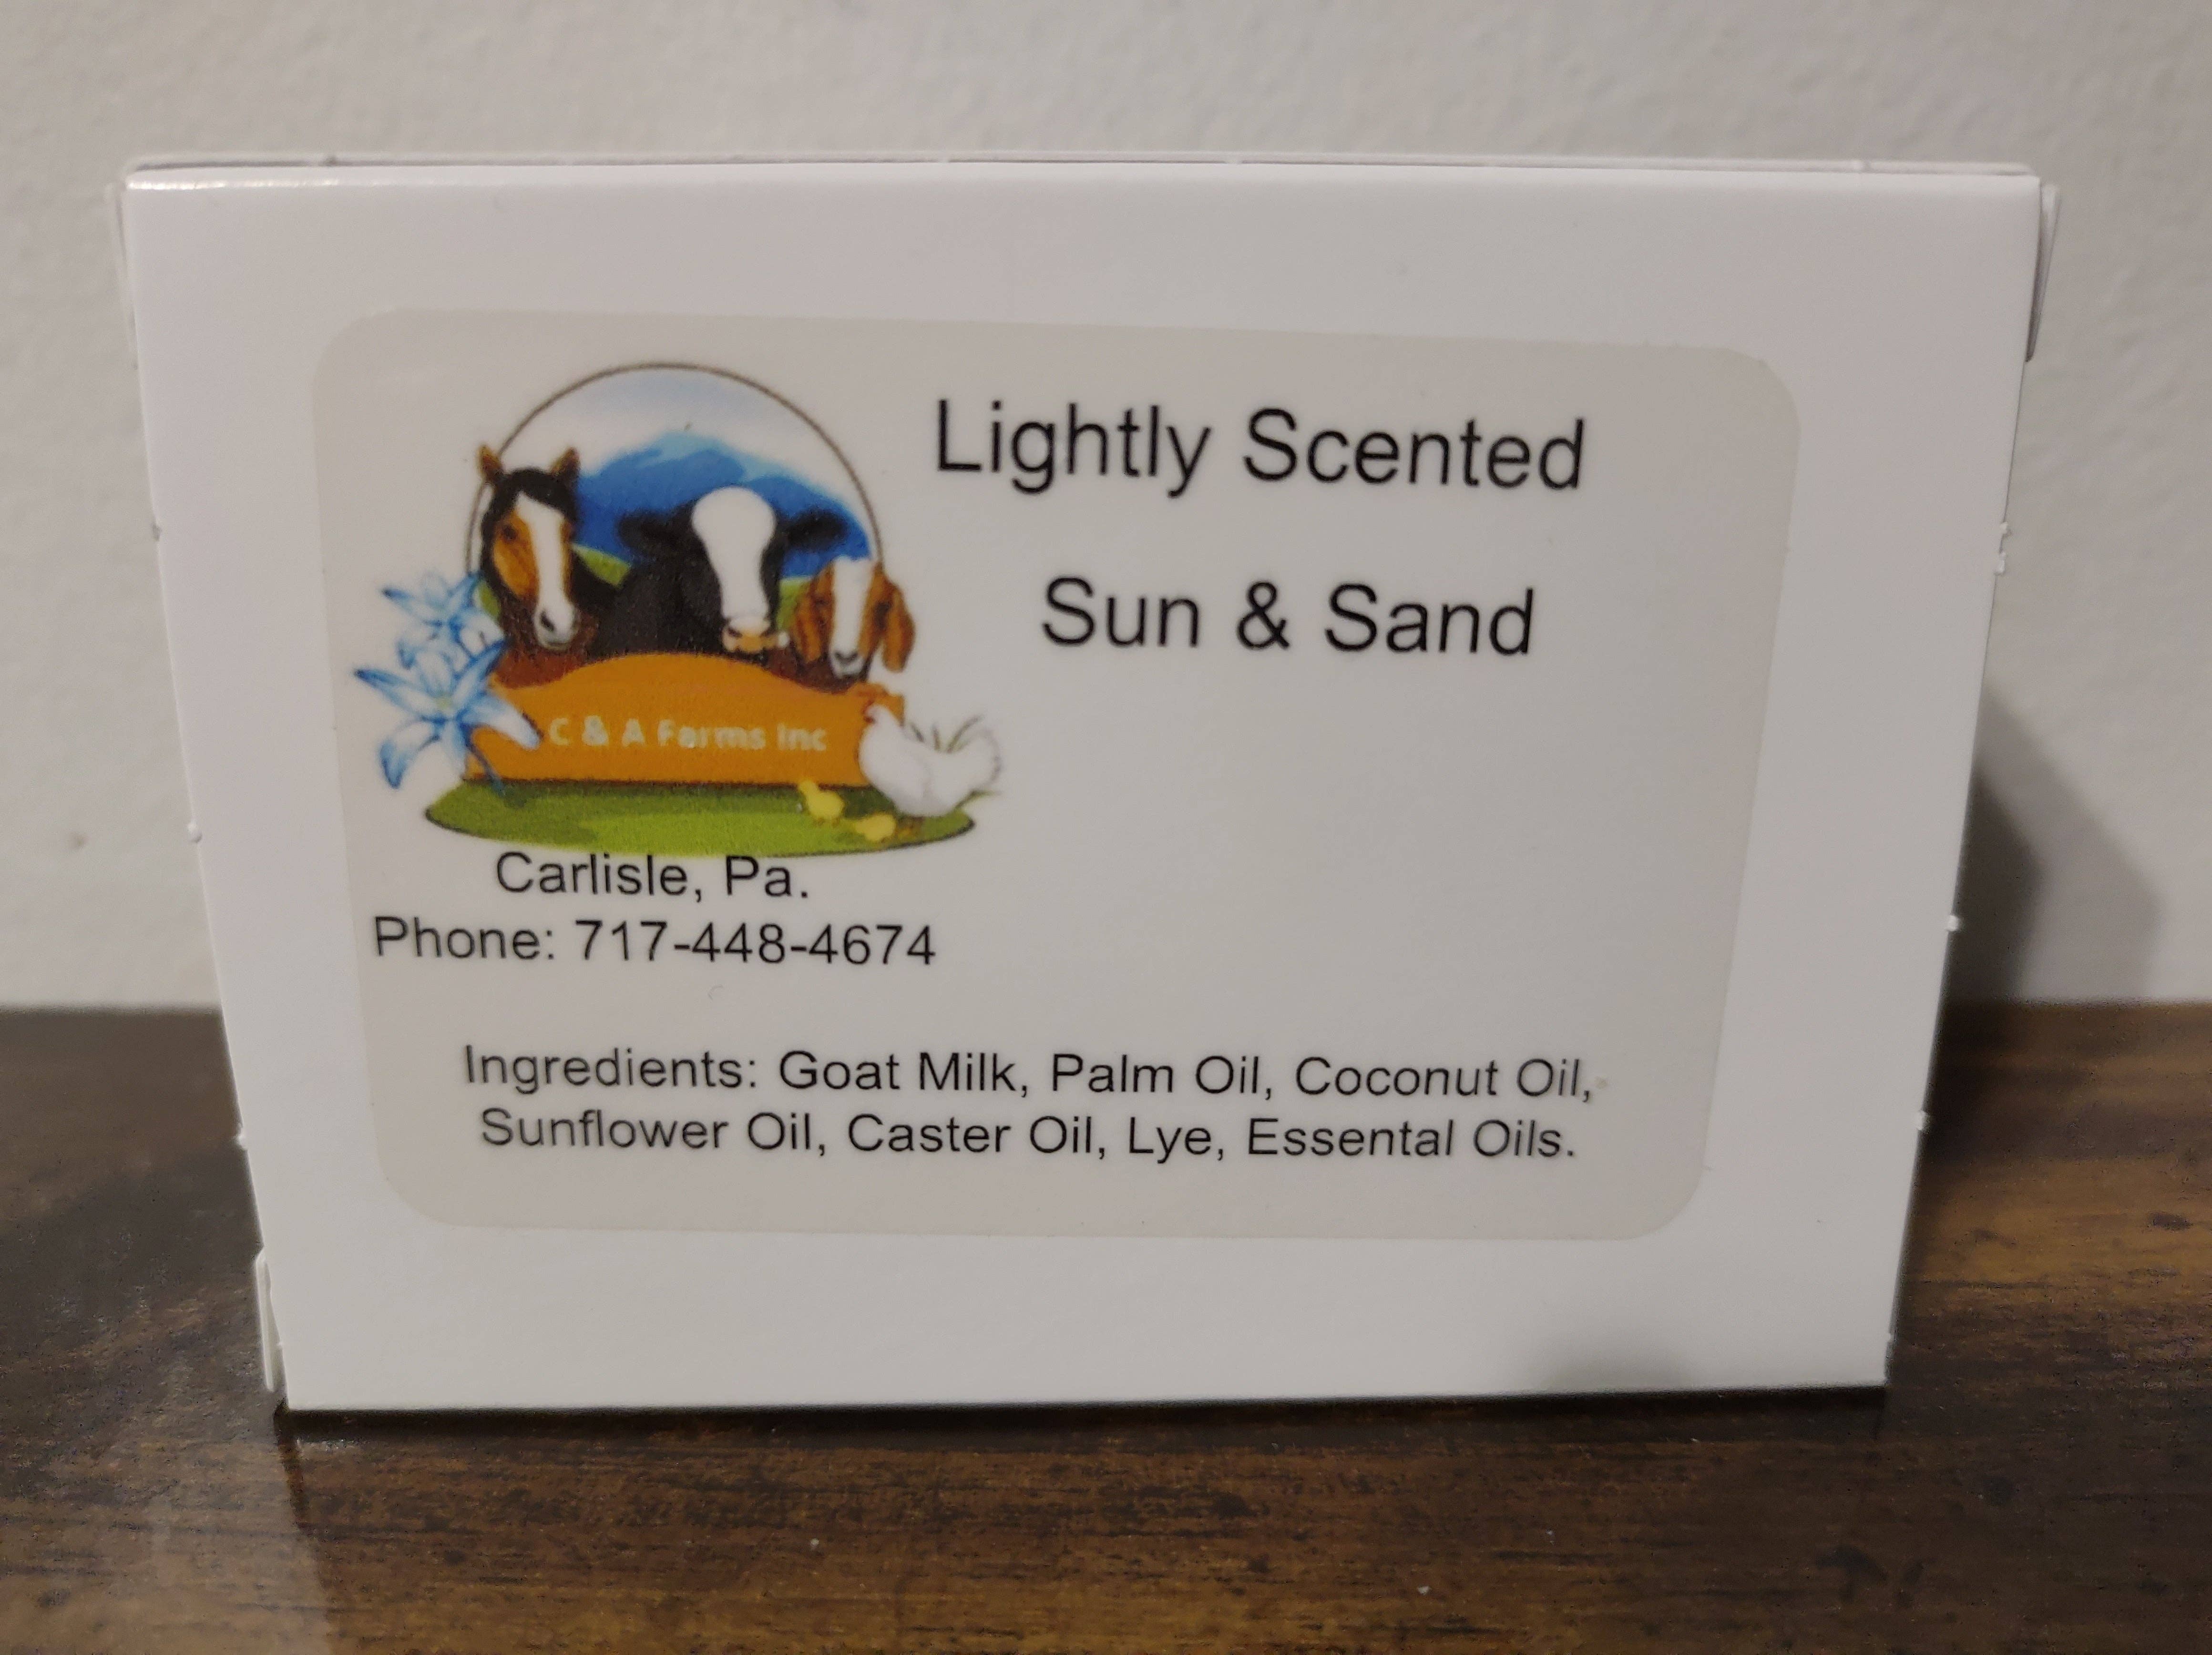 Lightly Scented
Sun & Sand
C & A Farms Inc
Carlisle, Pa.
Phone: 717-448-4674
Ingredients: Goat Milk, Palm Oil, Coconut Oil,
Sunflower Oil, Caster Oil, Lye, Essental Oils.